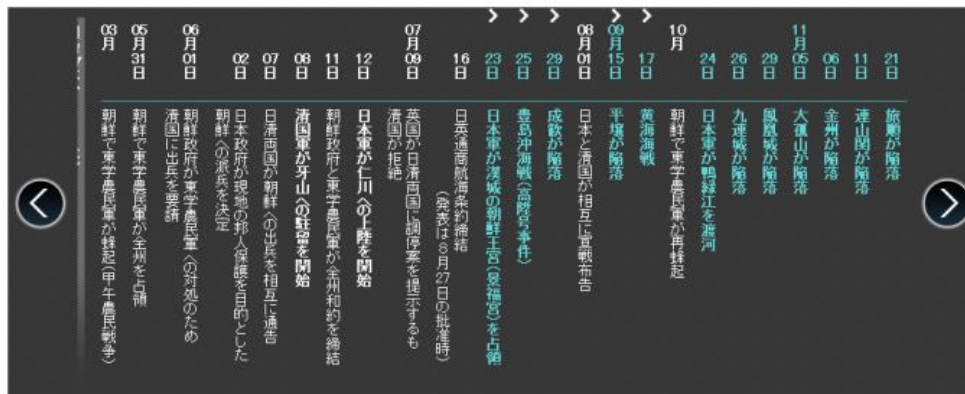 03月
朝鮮で東学農民軍が蜂起（甲午農民戦争）
05月31日
朝鮮で東学農民軍が全州を占領
06月01日
朝鮮政府が東学農民軍への対処のため
清国に出兵を要請
02日
日本政府が現地の邦人保護を目的とした
朝鮮への派兵を決定
07日
日清両国が朝鮮への出兵を相互に通告
08日
清国軍が牙山への駐留を開始
11日
朝鮮政府と東学農民軍が全州和約を締結
12日
日本軍が仁川への上陸を開始
07月09日
英国が日清両国に調停案を提示するも
清国が拒絶
16日
日英通商航海条約締結
（発表は8月27日の批准時）
23日
日本軍が漢城の朝鮮王宮（景福宮）を占領
25日
豊島沖海戦（高陞号事件）
29日
成歓が陥落
08月01日
日本と清国が相互に宣戦布告
09月15日
平壌が陥落
17日
黄海海戦
10月
朝鮮で東学農民軍が再蜂起
24日
日本軍が鴨緑江を渡河
26日
九連城が陥落
29日
鳳凰城が陥落
11月05日
大孤山が陥落
06日
金州が陥落
11日
連山関が陥落
21日
旅順が陥落